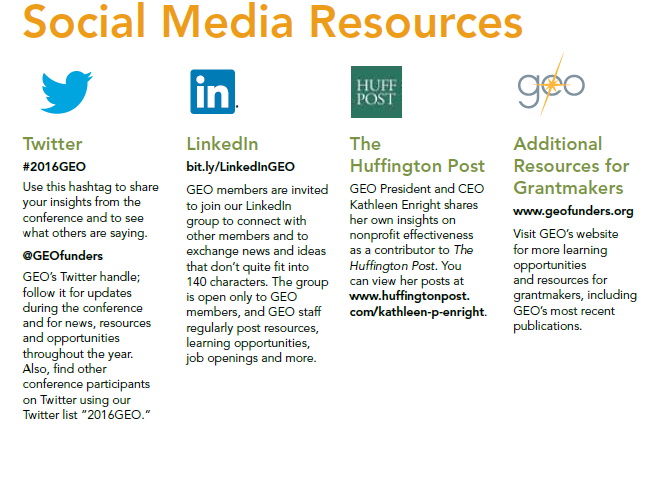 Social Media Resources
in
HUFF
POST
geo
Twitter
#2016GEO
Use this hashtag to share
your insights from the
conference and to see
what others are saying.
@GEOfunders
GEO’s Twitter handle;
follow it for updates
during the conference
and for news, resources
and opportunities
throughout the year.
Also, find other
conference participants
on Twitter using our
Twitter list “2016GEO.”
LinkedIn
bit.ly/LinkedInGEO
GEO members are invited
to join our LinkedIn
group to connect with
other members and to
exchange news and ideas
that don’t quite fit into
140 characters. The group
is open only to GEO
members, and GEO staff
regularly post resources,
learning opportunities,
job openings and more.
The
Huffington Post
GEO President and CEO
Kathleen Enright shares
her own insights on
nonprofit effectiveness
as a contributor to The
Huffington Post. You
can view her posts at
www.huffingtonpost.
com/kathleen-p-enright.
Additional
Resources for
Grantmakers
www.geofunders.org
Visit GEO’s website
for more learning
opportunities
and resources for
grantmakers, including
GEO’s most recent
publications.